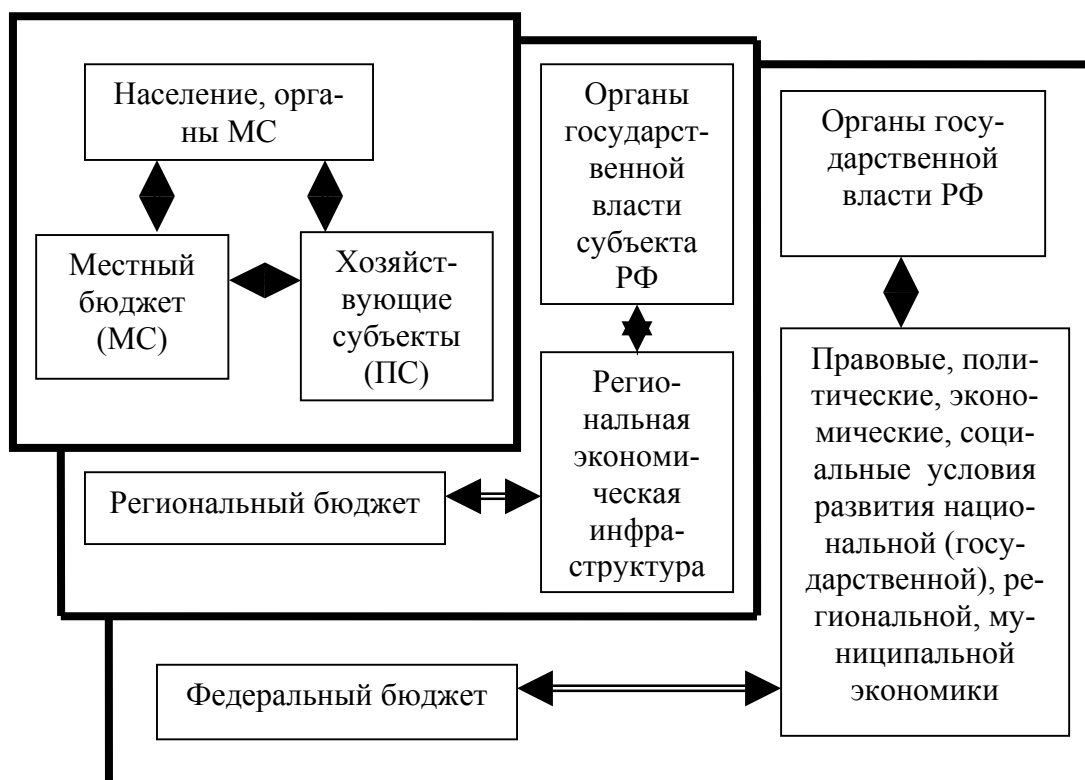 Население, орга-
ны МС
Местный
бюджет
(МС)
Хозяйст-
вующие
субъекты
(ПС)
Органы
государст-
венной
власти
субъекта
РФ
Регио-
нальная
экономи-
ческая
инфра-
структура
Региональный бюджет
Органы госу-
дарственной
власти РФ
Правовые, поли-
тические, эконо-
мические, соци-
альные условия
развития нацио-
нальной (госу-
дарственной), ре-
гиональной, му-
ниципальной
экономики
Федеральный бюджет